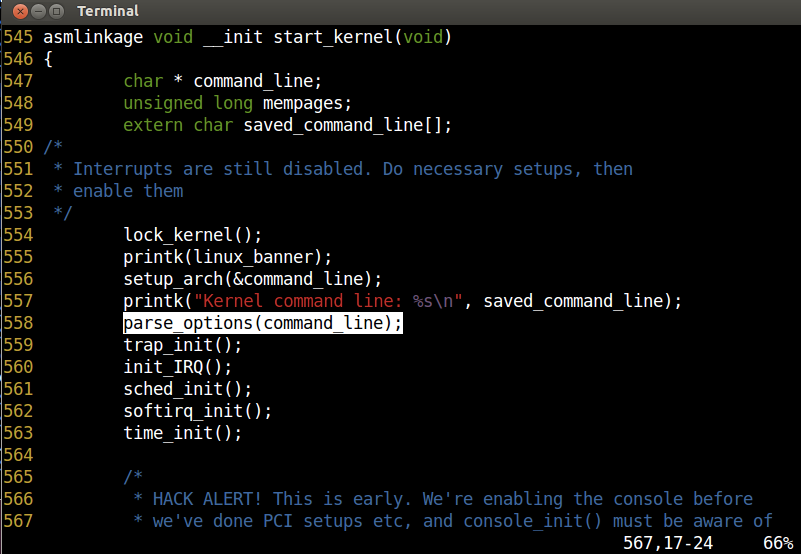 Terminal
545 asmlinkage void __init start_kernel(void)
546 {
547         char * command_line;
548         unsigned long mempages;
549         extern char saved_command_line[];
550 /*
551  * Interrupts are still disabled. Do necessary setups, then
552  * enable them
553  */
554         lock_kernel();
555         printk(linux_banner);
556         setup_arch(&command_line);
557         printk("Kernel command line: %s\n", saved_command_line);
558         parse_options(command_line);
559         trap_init();
560         init_IRQ();
561         sched_init();
562         softirq_init();
563         time_init();
564
565         /*
566          * HACK ALERT! This is early. We're enabling the console before
567          * we've done PCI setups etc, and console_init() must be aware of
567,17-24     66%